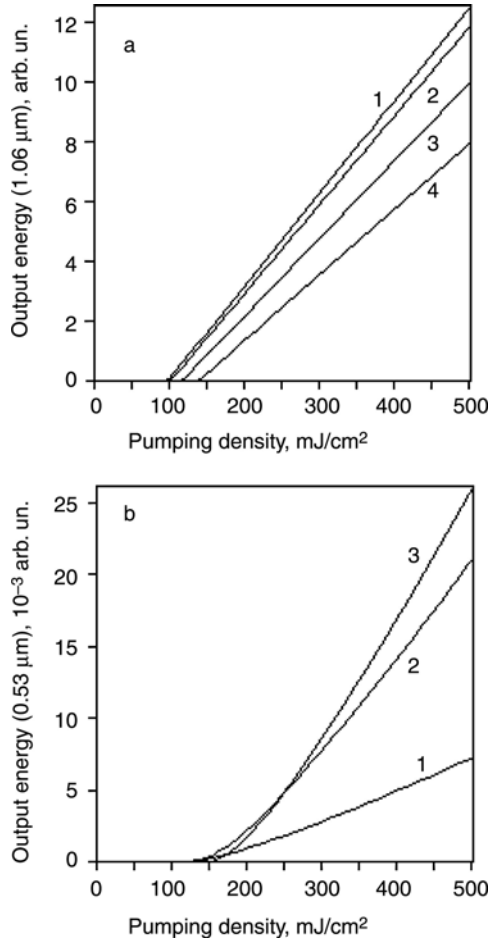 a
Output energy (1.06 μm), arb. un.
12
10
8
6
4
2
0
1
2
3
4
0 100 200 300 400 500
Pumping density, mJ/cm²
b
Output energy (0.53 μm), 10⁻³ arb. un.
25
20
15
10
5
0
3
2
1
0 100 200 300 400 500
Pumping density, mJ/cm²